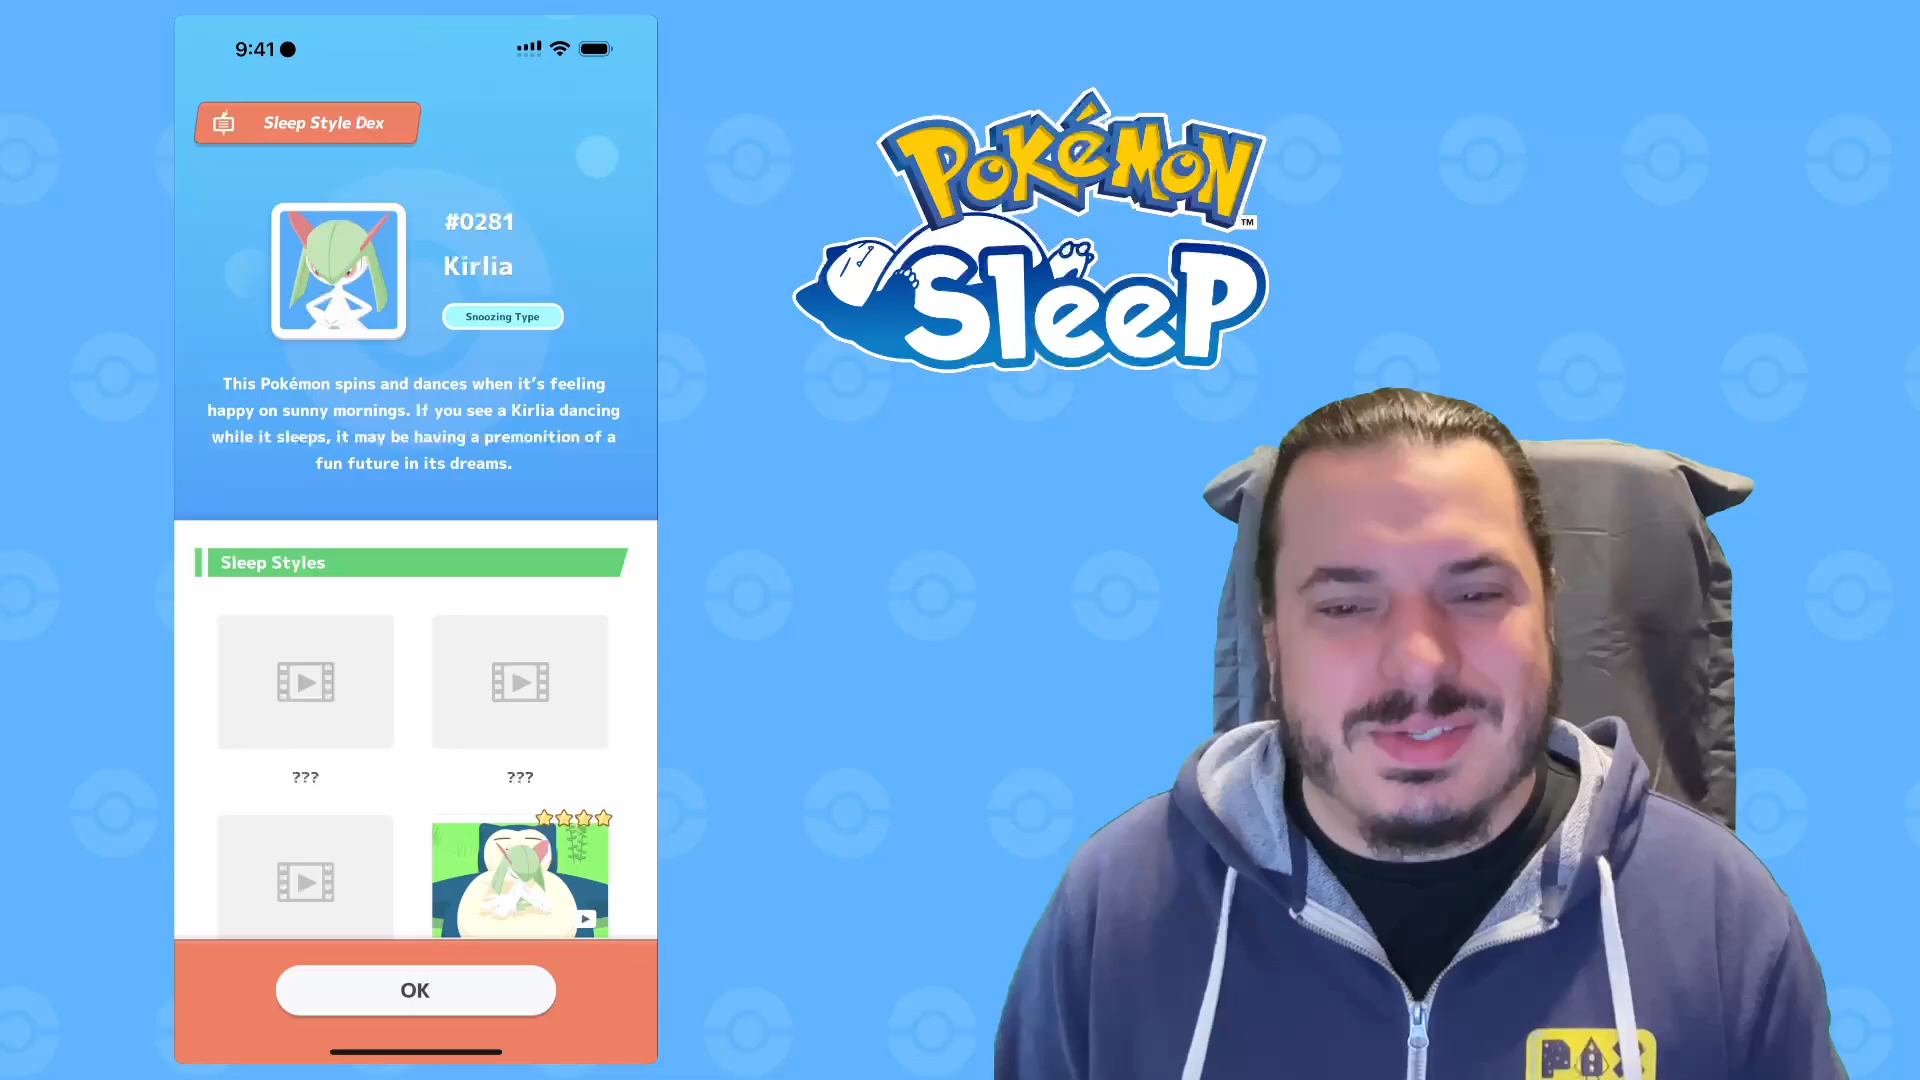 9:41
Sleep Style Dex
#0281
Kirlia
Snoozing Type
This Pokémon spins and dances when it’s feeling
happy on sunny mornings. If you see a Kirlia dancing
while it sleeps, it may be having a premonition of a
fun future in its dreams.
Sleep Styles
??? ???
OK
POKéMON
TM
Sleep
PAX